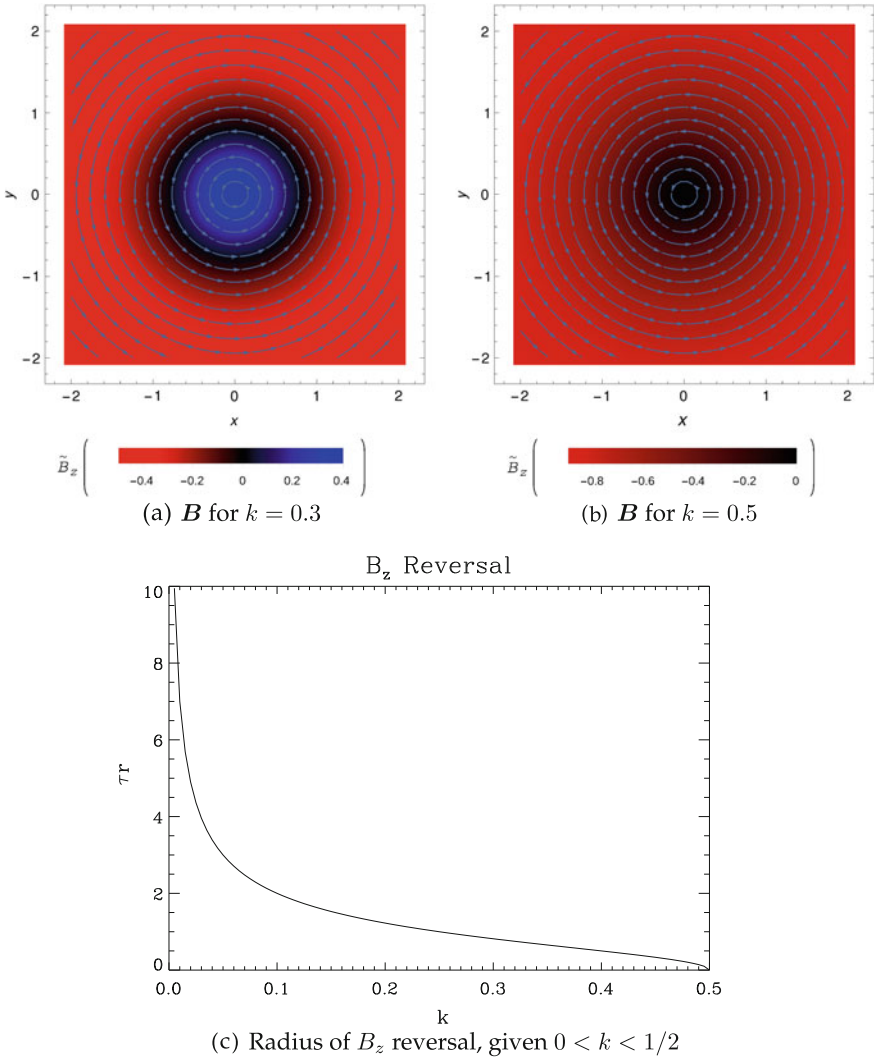 2
1
0
−1
−2
y
−2 −1 0 1 2
x
B̃z
−0.4 −0.2 0 0.2 0.4
(a) B for k = 0.3
2
1
0
−1
−2
y
−2 −1 0 1 2
x
B̃z
−0.8 −0.6 −0.4 −0.2 0
(b) B for k = 0.5
Bz Reversal
10
8
6
4
2
0
τr
0.0 0.1 0.2 0.3 0.4 0.5
k
(c) Radius of Bz reversal, given 0 < k < 1/2